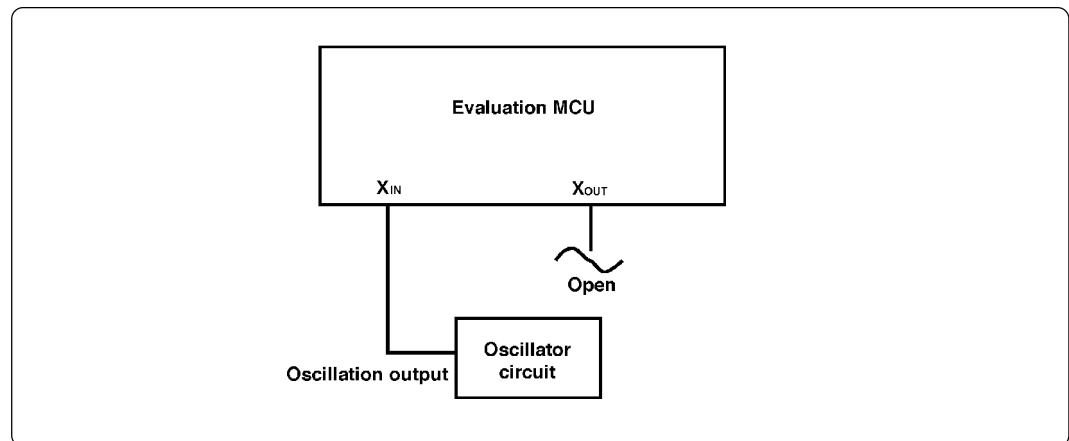 Evaluation MCU
XIN
XOUT
Open
Oscillator
circuit
Oscillation output